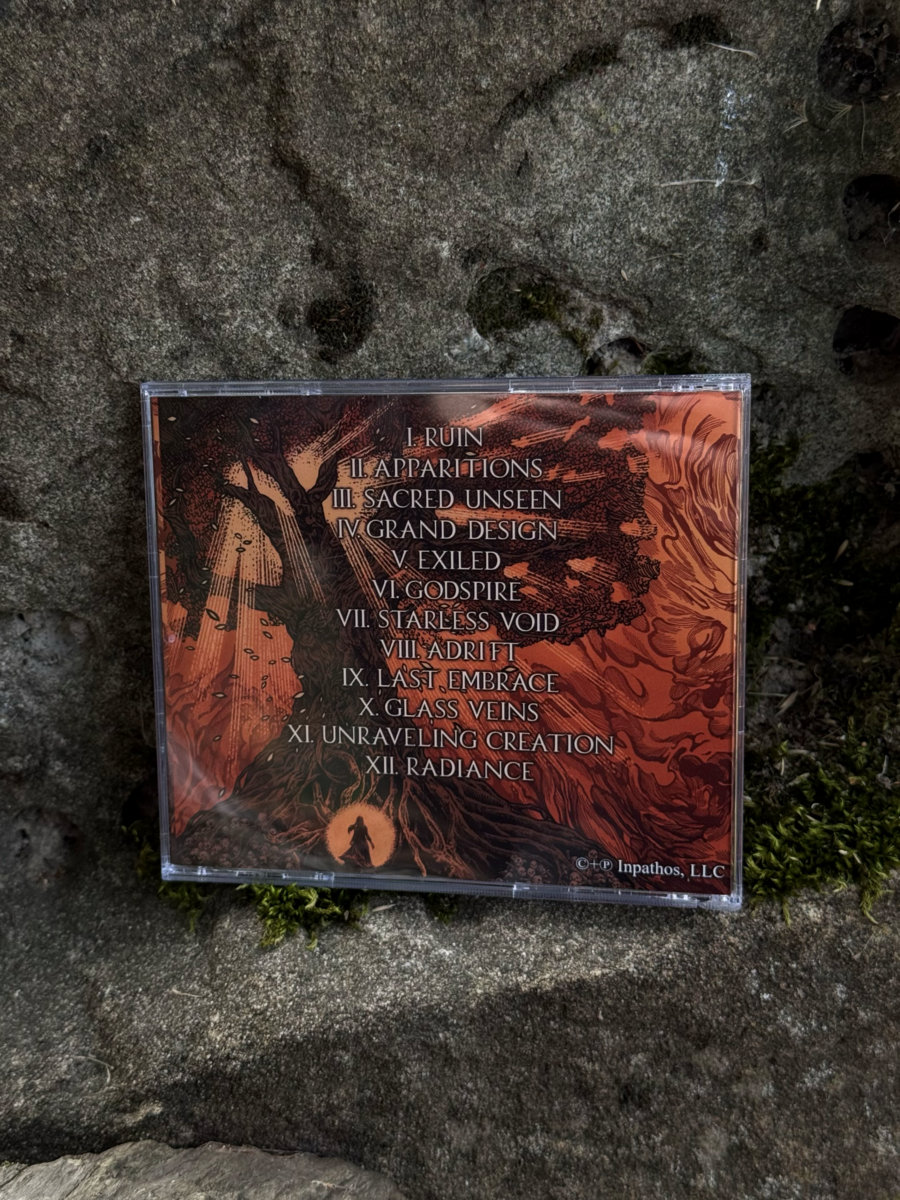 I. RUIN
II. APPARITIONS
III. SACRED UNSEEN
IV. GRAND DESIGN
V. EXILED
VI. GODSPIRE
VII. STARLESS VOID
VIII. ADRIFT
IX. LAST EMBRACE
X. GLASS VEINS
XI. UNRAVELING CREATION
XII. RADIANCE
©+℗ Inpathos, LLC